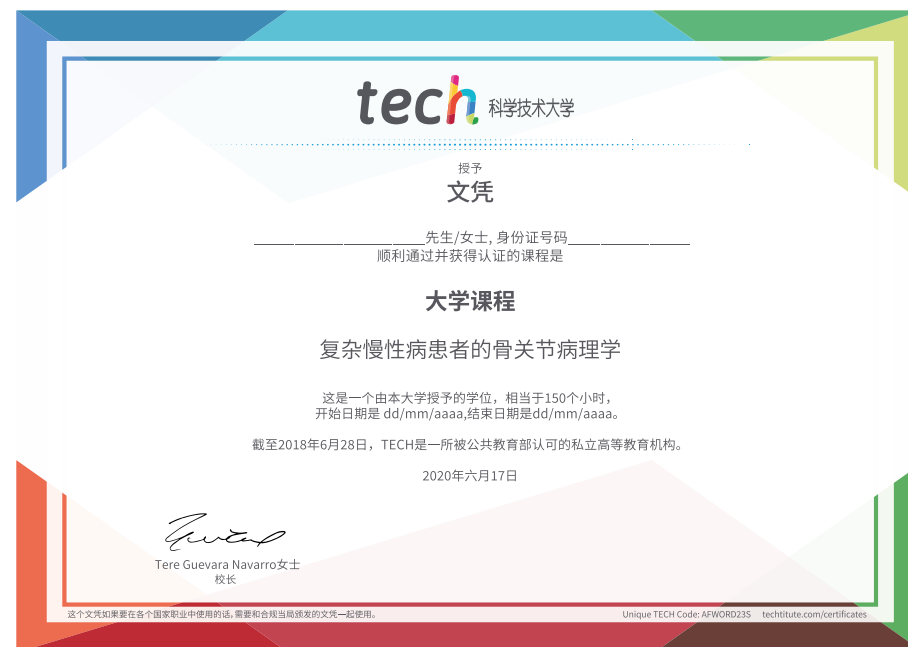 tech 科学技术大学
授予
文凭
______________________先生/女士, 身份证号码________________
顺利通过并获得认证的课程是
大学课程
复杂慢性病患者的骨关节病理学
这是一个由本大学授予的学位，相当于150个小时，
开始日期是 dd/mm/aaaa,结束日期是dd/mm/aaaa。
截至2018年6月28日，TECH是一所被公共教育部认可的私立高等教育机构。
2020年六月17日
Tere Guevara Navarro女士
校长
这个文凭如果要在各个国家职业中使用的话,需要和合规当局颁发的文凭一起使用。
Unique TECH Code: AFWORD23S techtitute.com/certificates